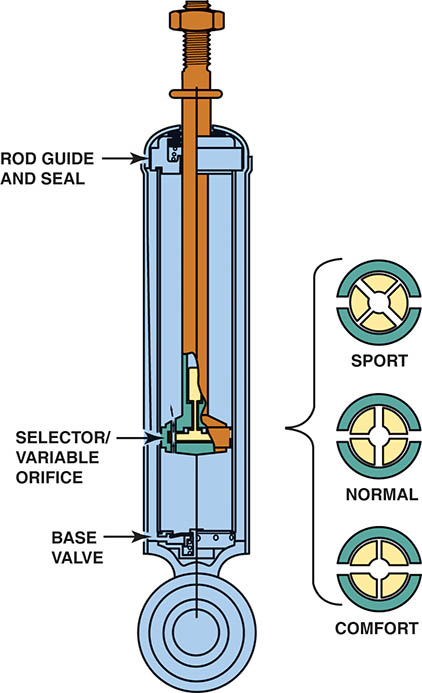 ROD GUIDE
AND SEAL
SELECTOR/
VARIABLE
ORIFICE
BASE
VALVE
SPORT
NORMAL
COMFORT